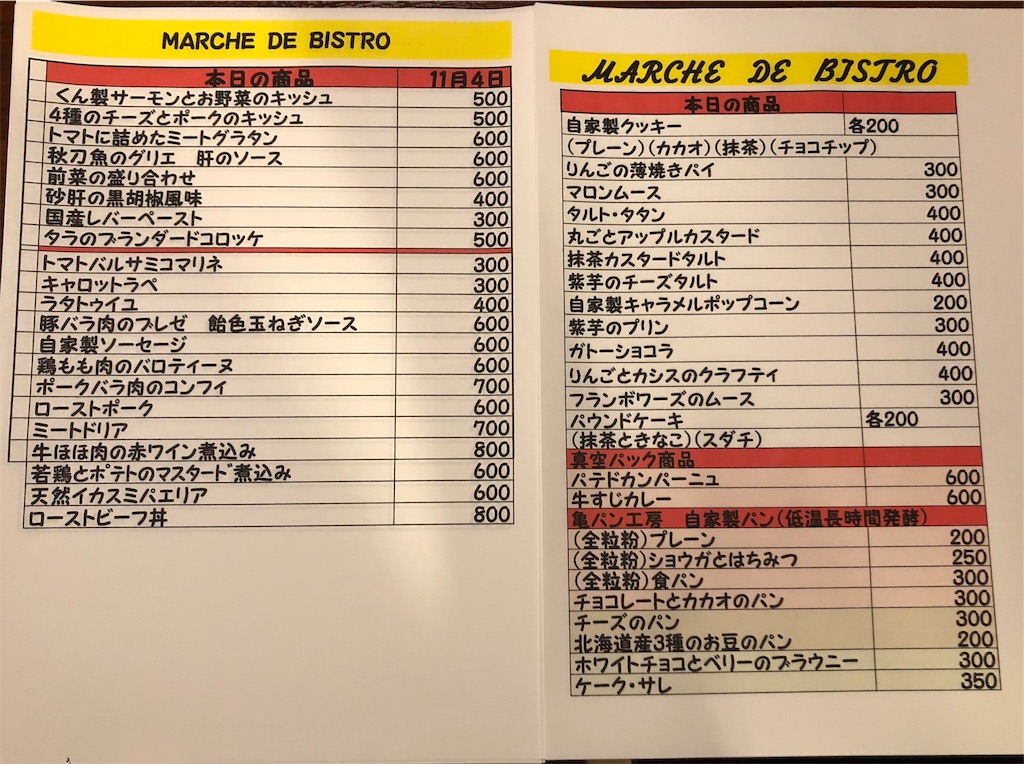 MARCHE DE BISTRO
本日の商品 11月4日
くん製サーモンとお野菜のキッシュ 500
4種のチーズとポークのキッシュ 500
トマトに詰めたミートグラタン 600
秋刀魚のグリエ 肝のソース 600
前菜の盛り合わせ 600
砂肝の黒胡椒風味 400
国産レバーペースト 300
タラのブランダードコロッケ 500
トマトバルサミコマリネ 300
キャロットラペ 300
ラタトゥイユ 400
豚バラ肉のブレゼ 飴色玉ねぎソース 600
自家製ソーセージ 600
鶏もも肉のバロティーヌ 600
ポークバラ肉のコンフィ 700
ローストポーク 600
ミートドリア 700
牛ほほ肉の赤ワイン煮込み 800
若鶏とポテトのマスタード煮込み 600
天然イカスミパエリア 600
ローストビーフ丼 800
MARCHE DE BISTRO
本日の商品
自家製クッキー 各200
(プレーン)(カカオ)(抹茶)(チョコチップ)
りんごの薄焼きパイ 300
マロンムース 300
タルト・タタン 400
丸ごとアップルカスタード 400
抹茶カスタードタルト 400
紫芋のチーズタルト 400
自家製キャラメルポップコーン 200
紫芋のプリン 300
ガトーショコラ 400
りんごとカシスのクラフティ 400
フランボワーズのムース 300
パウンドケーキ 各200
(抹茶ときなこ)(スダチ)
真空パック商品
パテドカンパーニュ 600
牛すじカレー 600
亀パン工房 自家製パン(低温長時間発酵)
(全粒粉)プレーン 200
(全粒粉)ショウガとはちみつ 250
(全粒粉)食パン 300
チョコレートとカカオのパン 300
チーズのパン 300
北海道産3種のお豆のパン 200
ホワイトチョコとベリーのブラウニー 300
ケーク・サレ 350